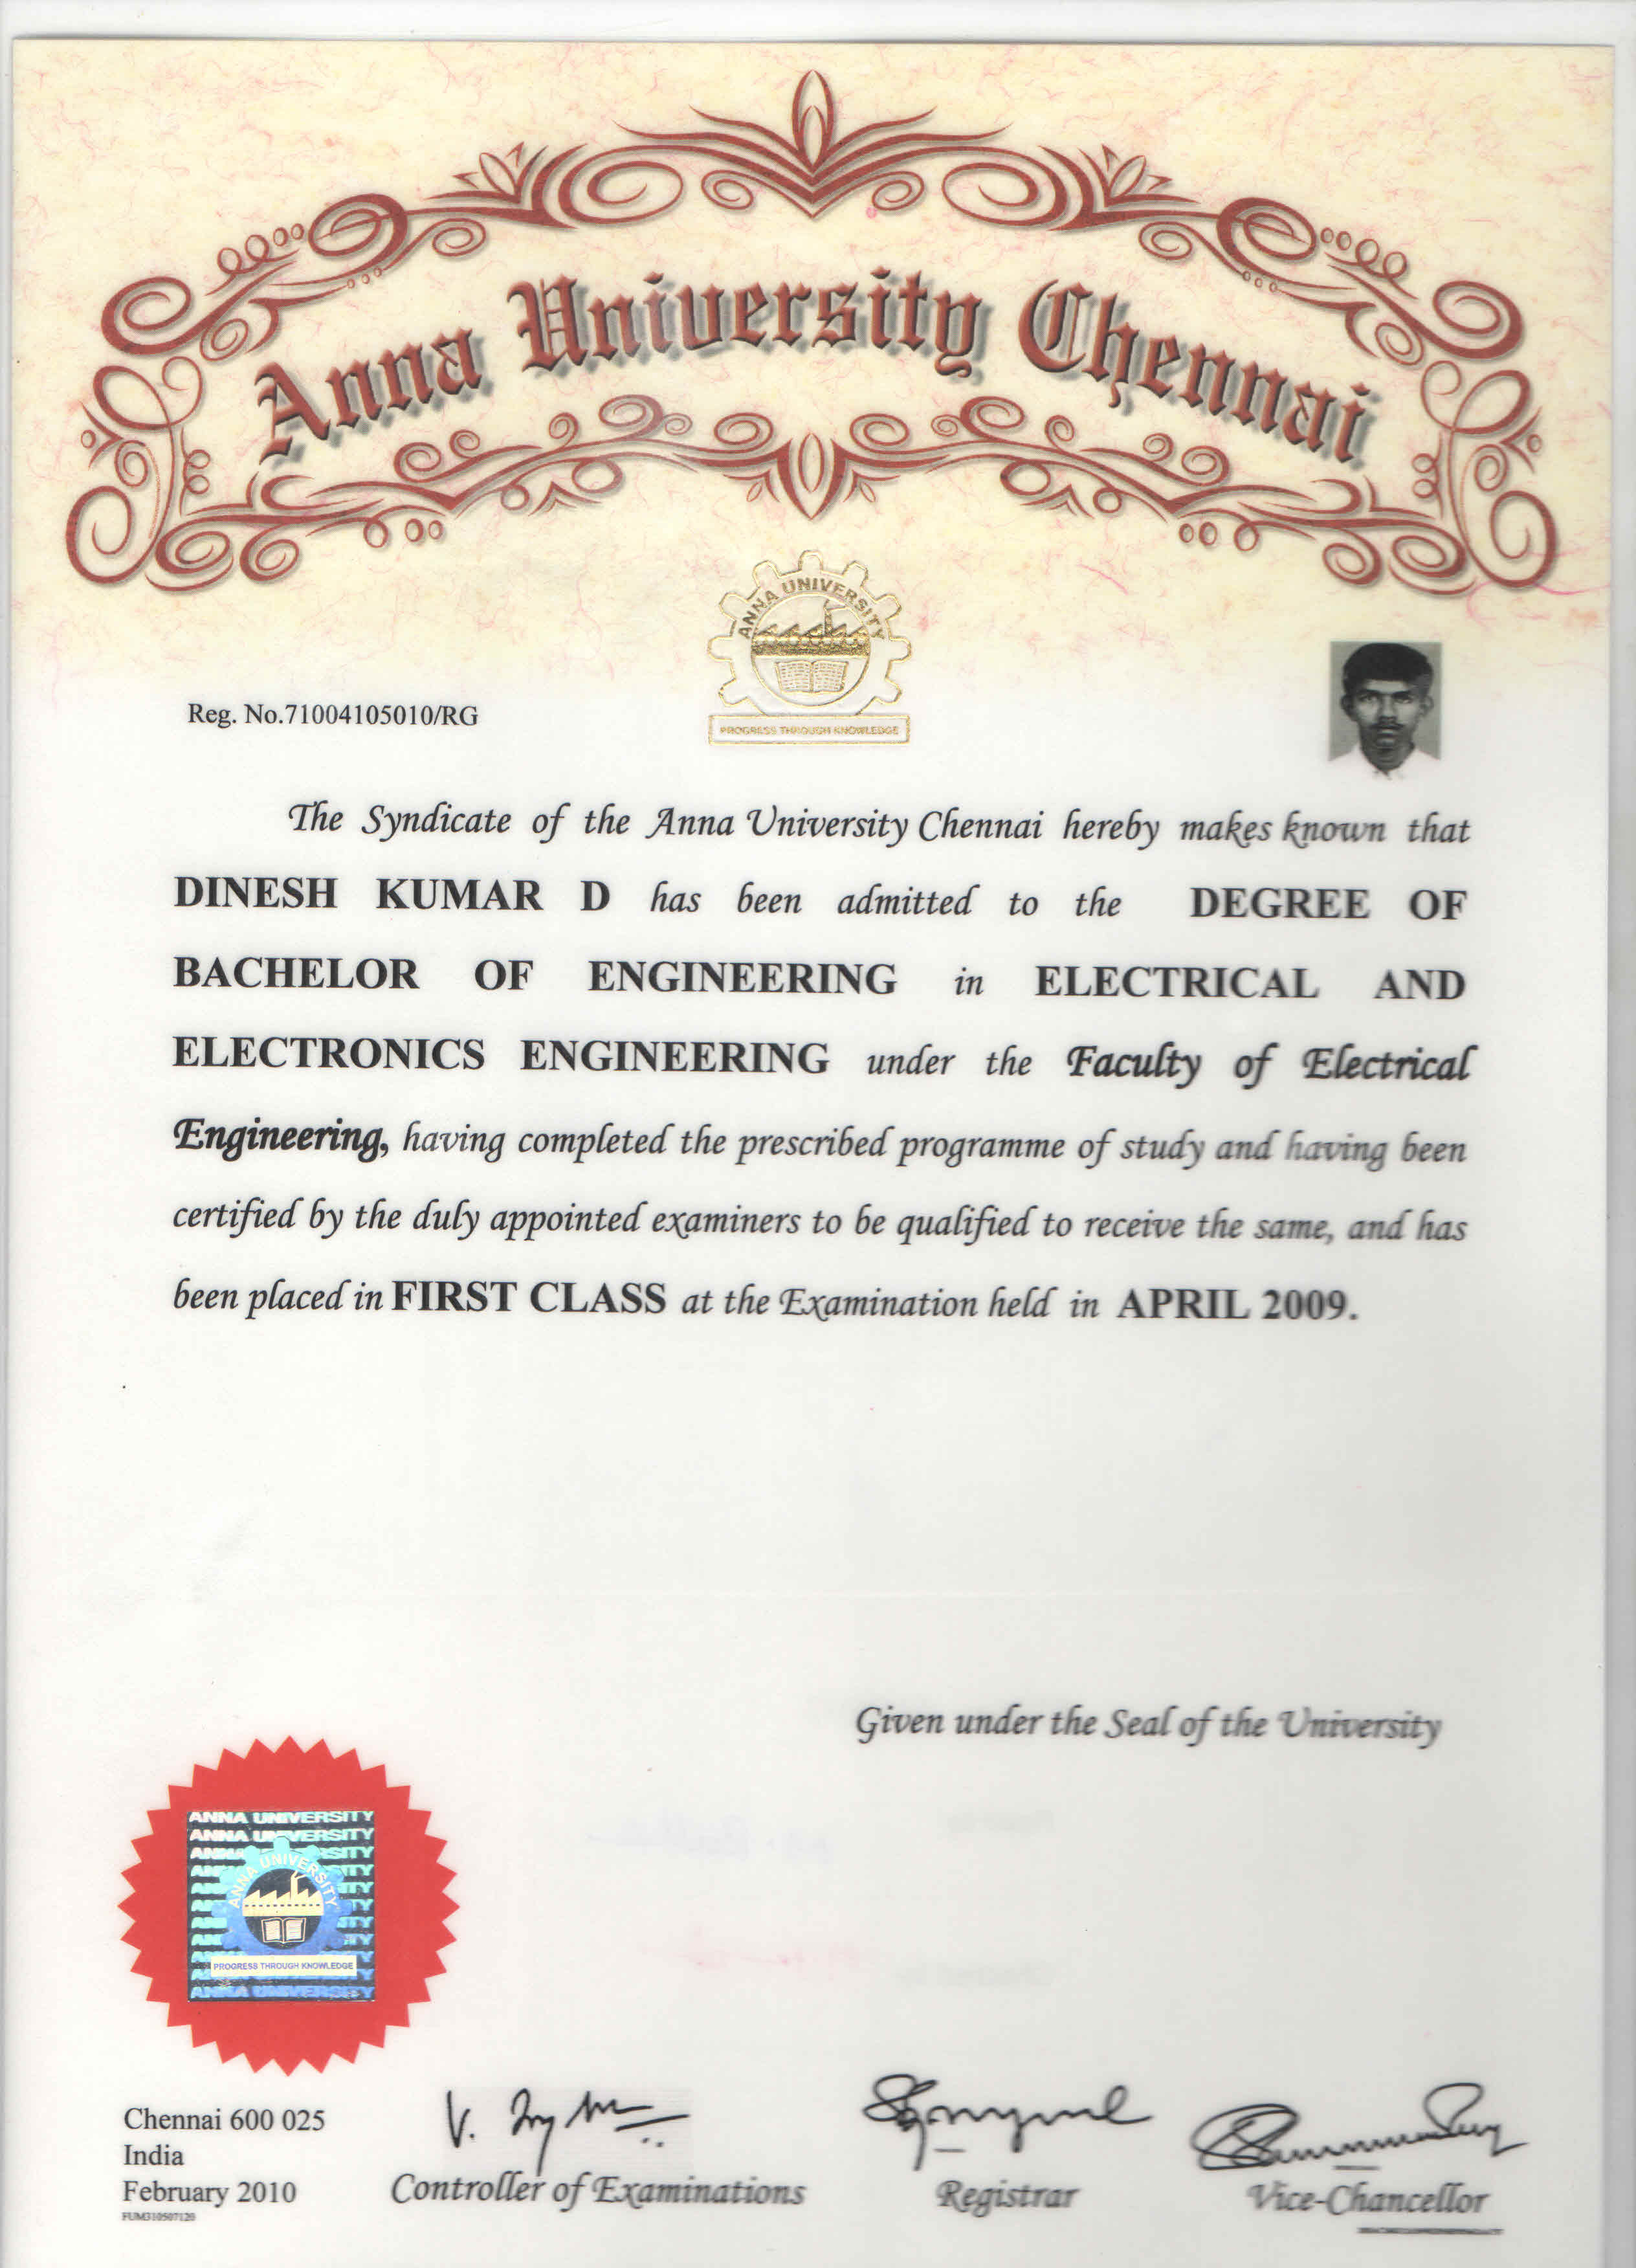 Anna University Chennai
ANNA UNIVERSITY
PROGRESS THROUGH KNOWLEDGE
Reg. No.71004105010/RG
The Syndicate of the Anna University Chennai hereby makes known that
DINESH KUMAR D has been admitted to the DEGREE OF
BACHELOR OF ENGINEERING in ELECTRICAL AND
ELECTRONICS ENGINEERING under the Faculty of Electrical
Engineering, having completed the prescribed programme of study and having been
certified by the duly appointed examiners to be qualified to receive the same, and has
been placed in FIRST CLASS at the Examination held in APRIL 2009.
Given under the Seal of the University
ANNA UNIVERSITY
ANNA UNIVERSITY
ANNA UNIVERSITY
PROGRESS THROUGH KNOWLEDGE
ANNA UNIVERSITY
Chennai 600 025
India
February 2010
FUM310507120
Controller of Examinations
Registrar
Vice-Chancellor